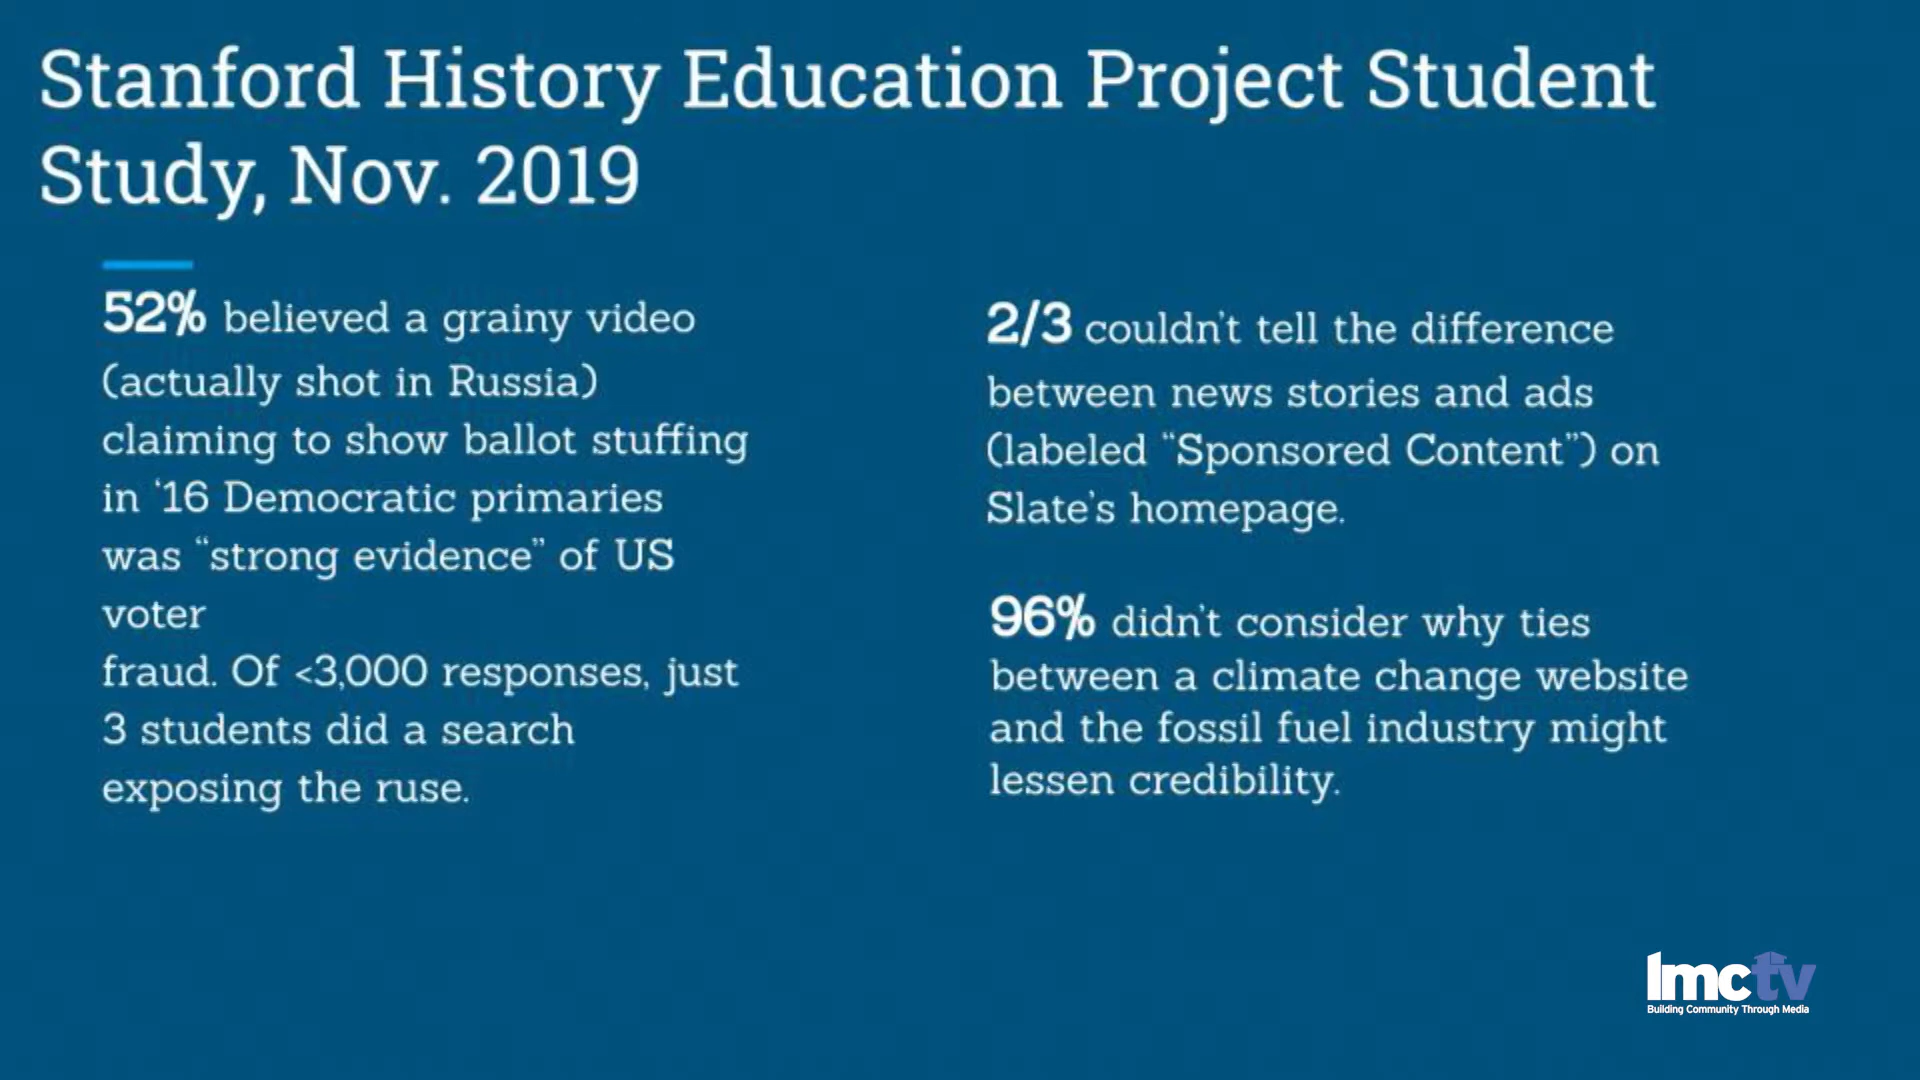 Stanford History Education Project Student
Study, Nov. 2019
52% believed a grainy video
(actually shot in Russia)
claiming to show ballot stuffing
in ‘16 Democratic primaries
was “strong evidence” of US
voter
fraud. Of <3,000 responses, just
3 students did a search
exposing the ruse.
2/3 couldn’t tell the difference
between news stories and ads
(labeled “Sponsored Content”) on
Slate’s homepage.
96% didn’t consider why ties
between a climate change website
and the fossil fuel industry might
lessen credibility.
lmctv
Building Community Through Media